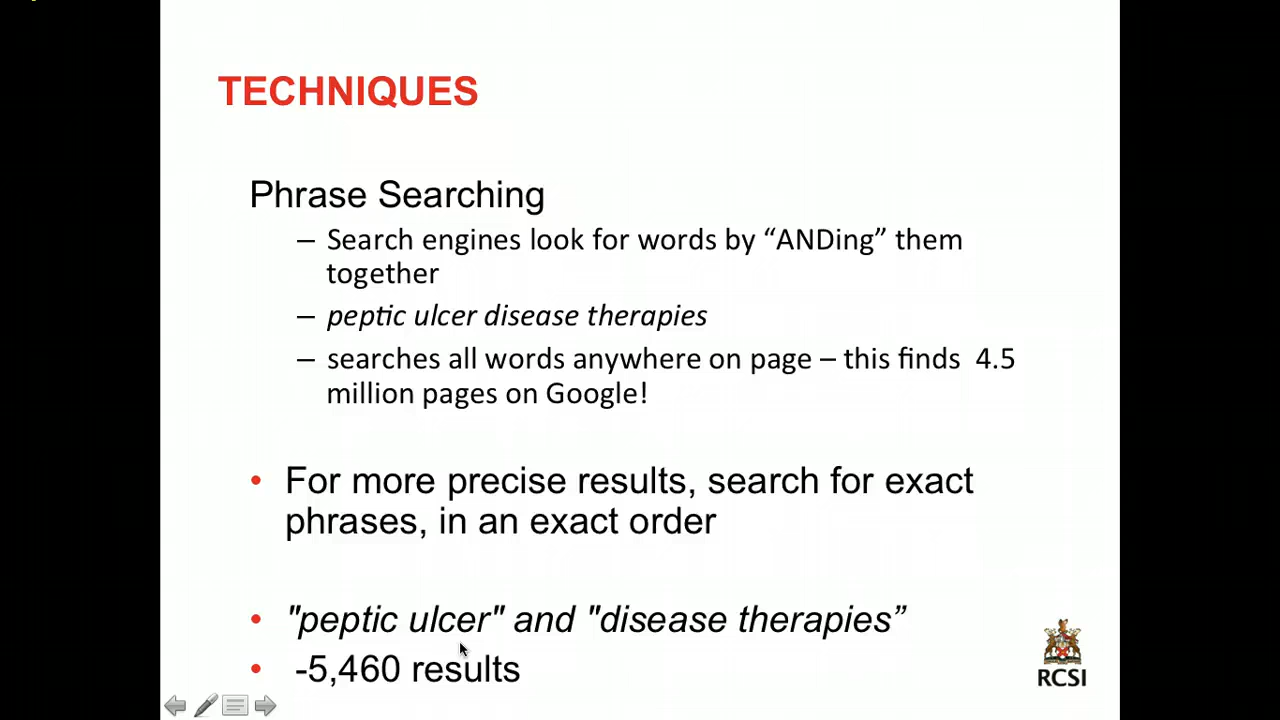 TECHNIQUES
Phrase Searching
– Search engines look for words by “ANDing” them
together
– peptic ulcer disease therapies
– searches all words anywhere on page – this finds  4.5
million pages on Google!
• For more precise results, search for exact
phrases, in an exact order
• "peptic ulcer" and "disease therapies”
• -5,460 results
RCSI